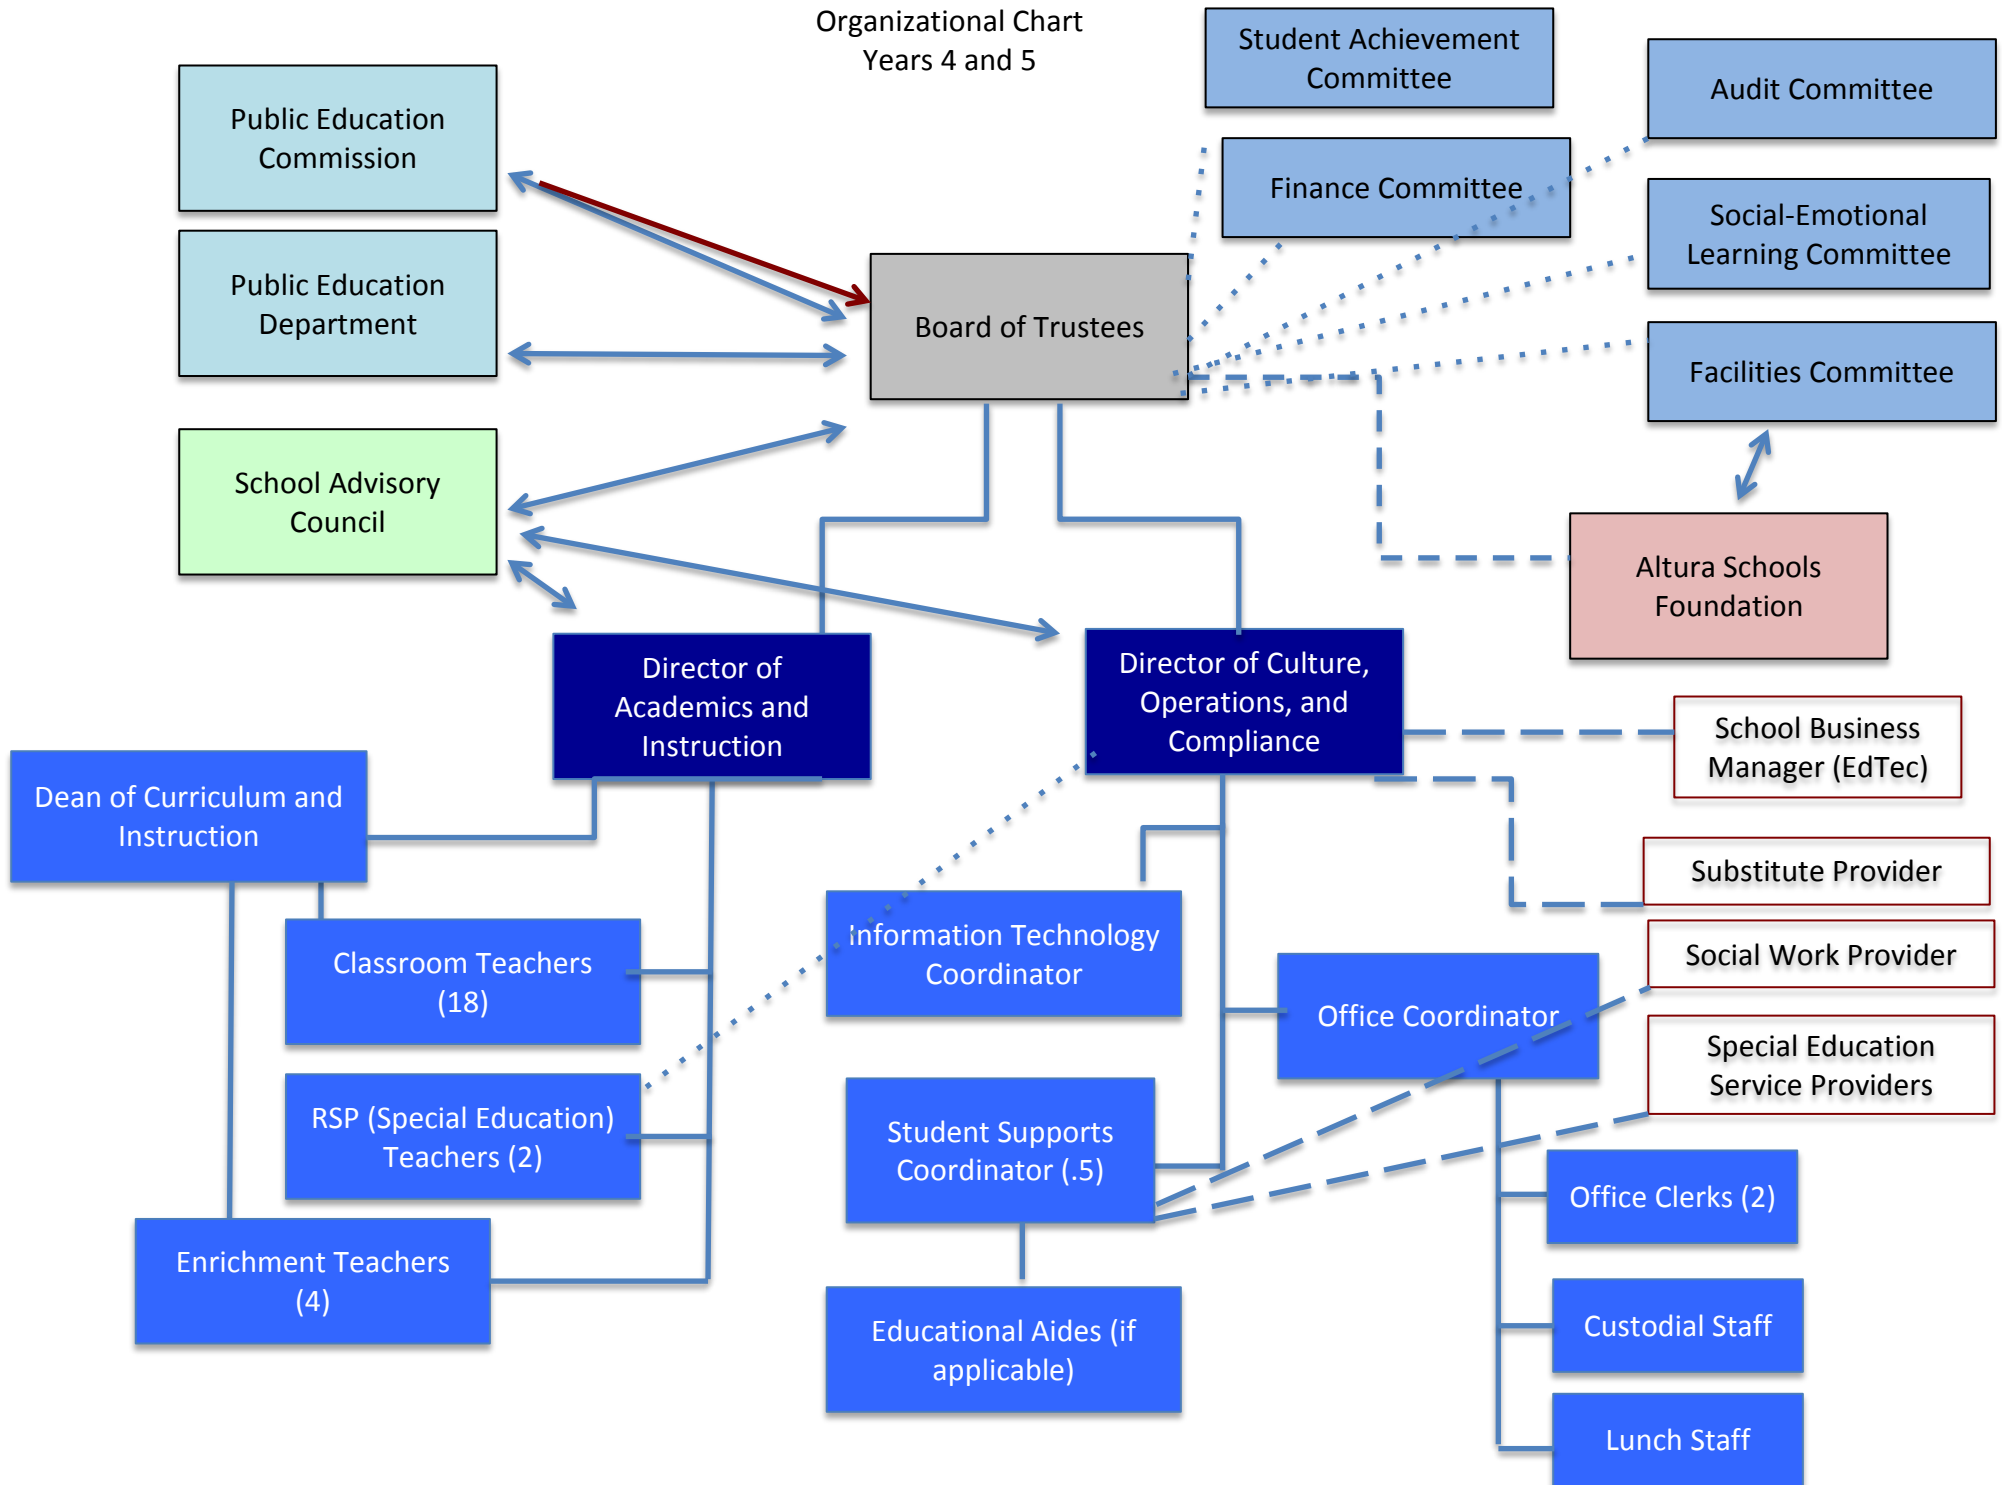 Organizational Chart
Years 4 and 5
Student Achievement
Committee
Audit Committee
Public Education
Commission
Finance Committee
Social-Emotional
Learning Committee
Public Education
Department
Board of Trustees
Facilities Committee
School Advisory
Council
Altura Schools
Foundation
Director of
Academics and
Instruction
Director of Culture,
Operations, and
Compliance
School Business
Manager (EdTec)
Dean of Curriculum and
Instruction
Substitute Provider
Classroom Teachers
(18)
Information Technology
Coordinator
Social Work Provider
Office Coordinator
Special Education
Service Providers
RSP (Special Education)
Teachers (2)
Student Supports
Coordinator (.5)
Office Clerks (2)
Enrichment Teachers
(4)
Educational Aides (if
applicable)
Custodial Staff
Lunch Staff